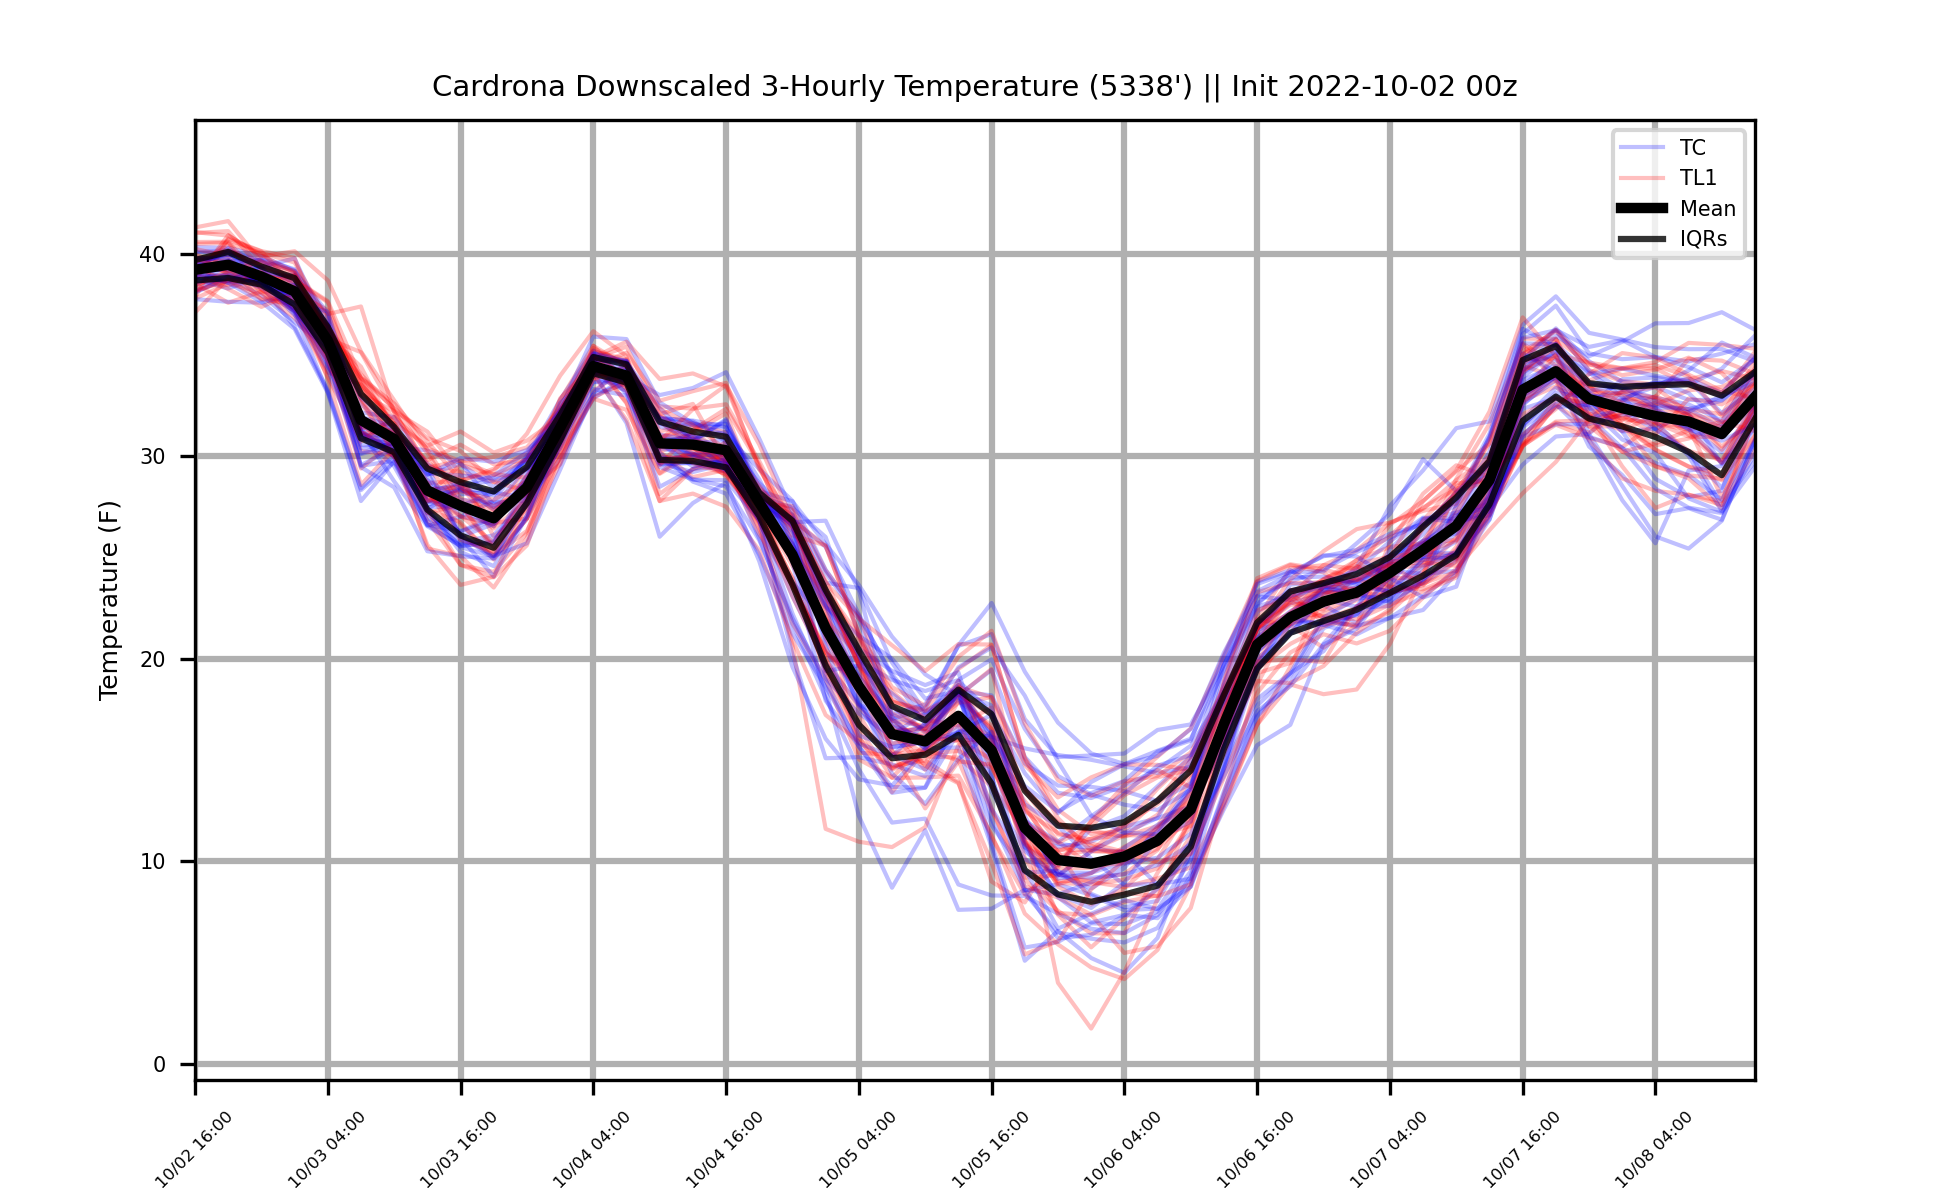 Cardrona Downscaled 3-Hourly Temperature (5338') || Init 2022-10-02 00z
TC
TL1
Mean
IQRs
Temperature (F)
40
30
20
10
0
10/02 16:00
10/03 04:00
10/03 16:00
10/04 04:00
10/04 16:00
10/05 04:00
10/05 16:00
10/06 04:00
10/06 16:00
10/07 04:00
10/07 16:00
10/08 04:00